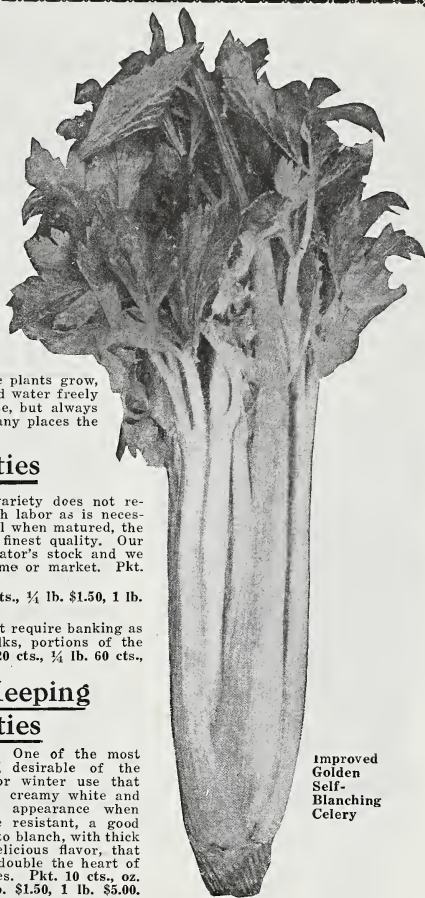 e plants grow,
d water freely
e, but always
any places the
ties
variety does not re-
h labor as is neces-
l when matured, the
finest quality. Our
ator's stock and we
me or market. Pkt.
ts., ¼ lb. $1.50, 1 lb.
t require banking as
lks, portions of the
20 cts., ¼ lb. 60 cts.,
Keeping
ties
One of the most
desirable of the
or winter use that
creamy white and
appearance when
e resistant, a good
to blanch, with thick
elicious flavor, that
double the heart of
es. Pkt. 10 cts., oz.
b. $1.50, 1 lb. $5.00.
Improved
Golden
Self-
Blanching
Celery